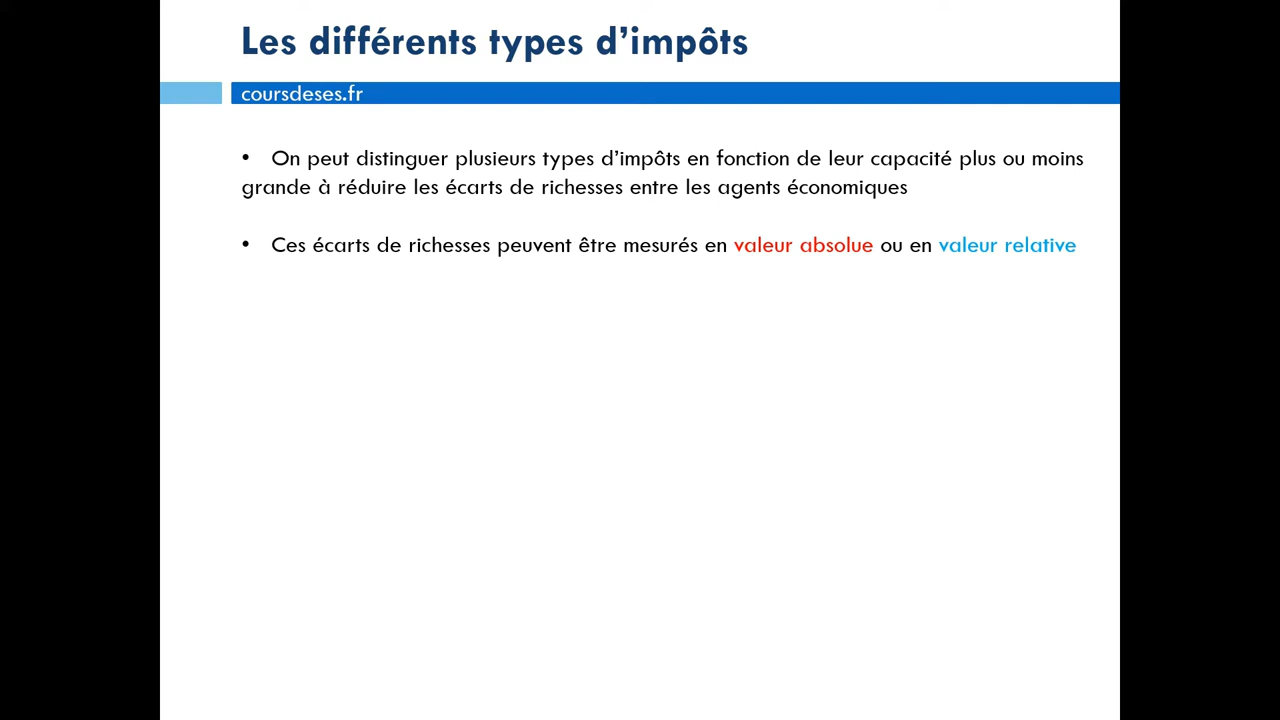 Les différents types d’impôts
coursdeses.fr
• On peut distinguer plusieurs types d’impôts en fonction de leur capacité plus ou moins
grande à réduire les écarts de richesses entre les agents économiques
• Ces écarts de richesses peuvent être mesurés en valeur absolue ou en valeur relative